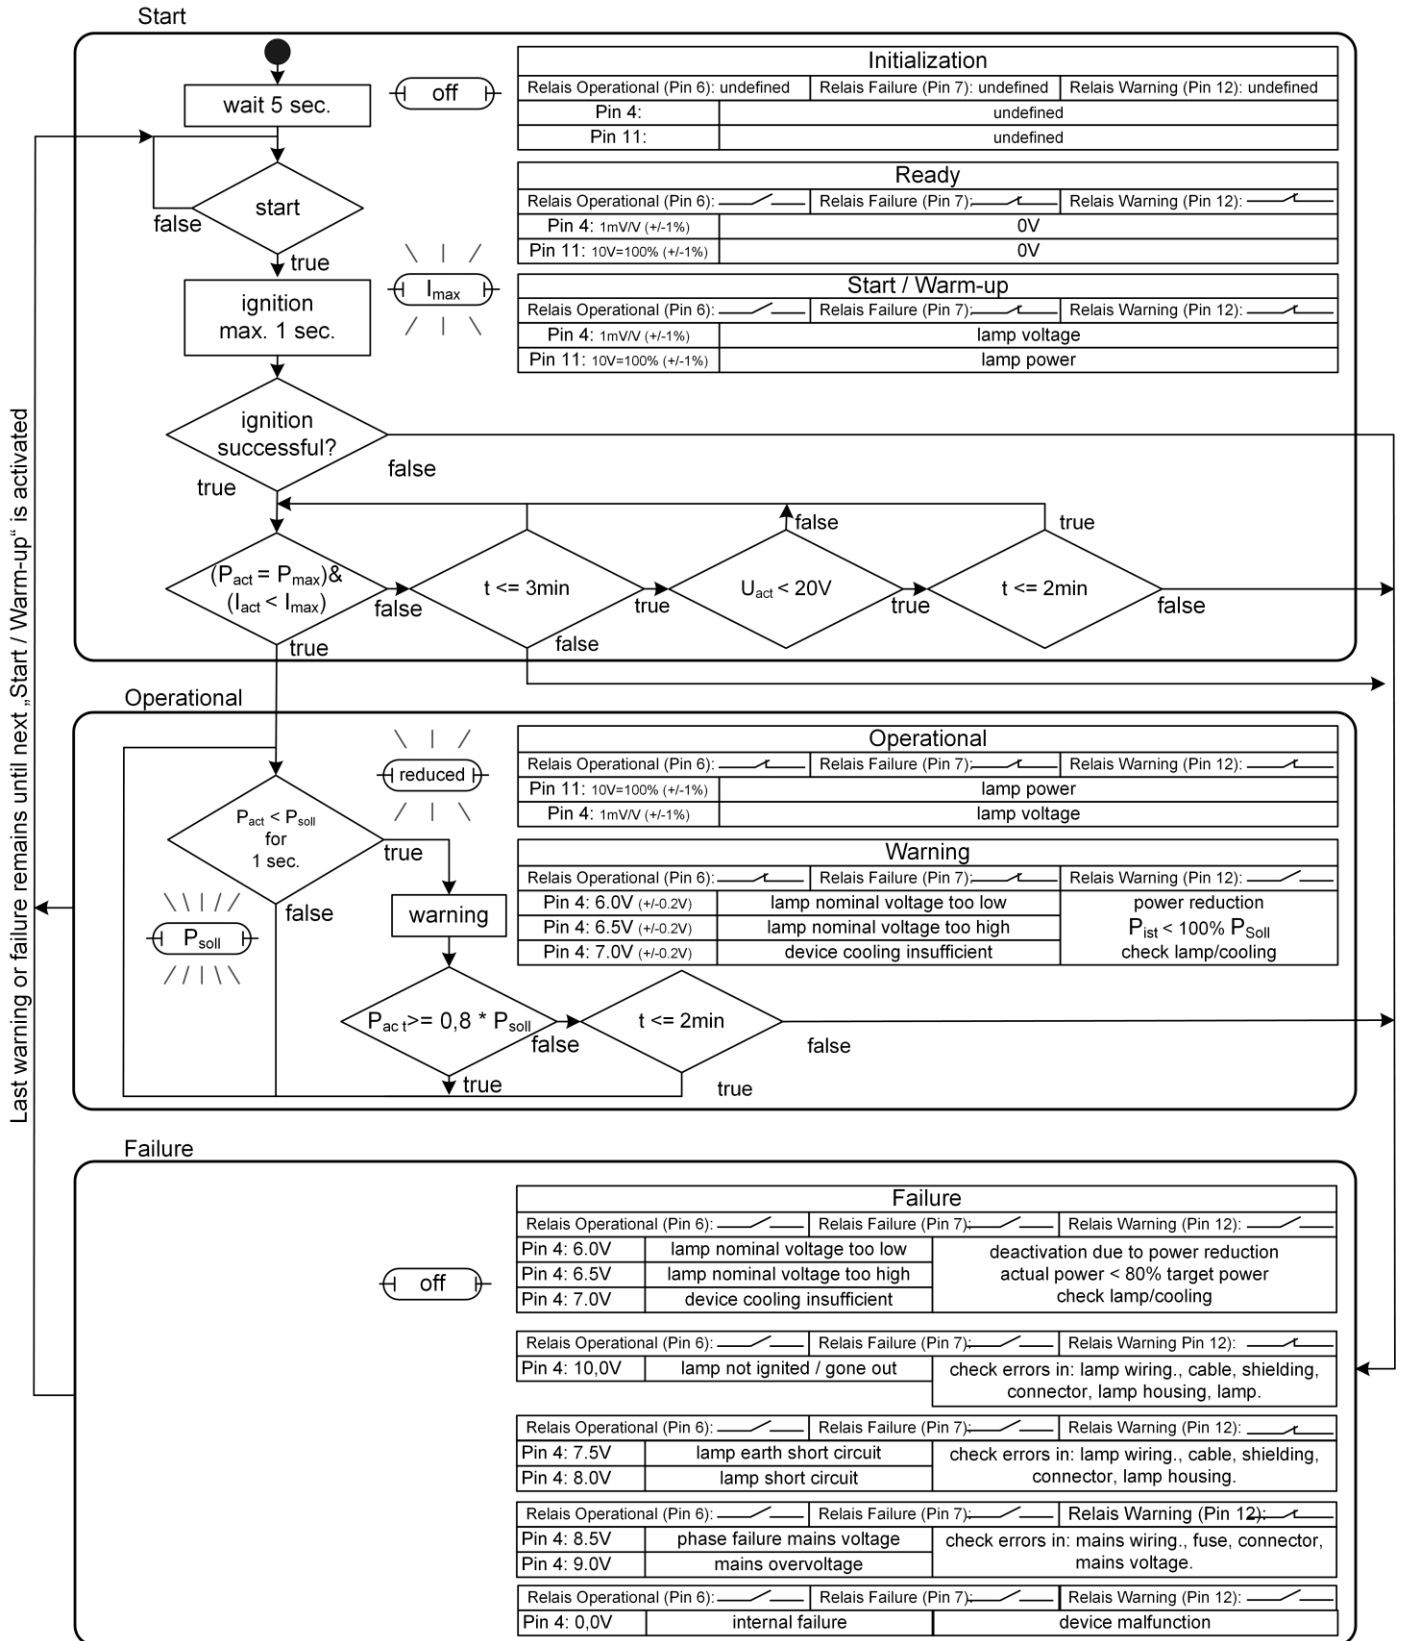 Start
wait 5 sec.
off
Initialization
Relais Operational (Pin 6): undefined
Relais Failure (Pin 7): undefined
Relais Warning (Pin 12): undefined
Pin 4:
undefined
Pin 11:
undefined
start
false
true
Ready
Relais Operational (Pin 6):
Relais Failure (Pin 7):
Relais Warning (Pin 12):
Pin 4: 1mV/V (+/-1%)
0V
Pin 11: 10V=100% (+/-1%)
0V
ignition
max. 1 sec.
Imax
Start / Warm-up
Relais Operational (Pin 6):
Relais Failure (Pin 7):
Relais Warning (Pin 12):
Pin 4: 1mV/V (+/-1%)
lamp voltage
Pin 11: 10V=100% (+/-1%)
lamp power
ignition
successful?
false
true
(Pact = Pmax)&
(Iact < Imax)
false
true
t <= 3min
true
false
Uact < 20V
false
true
t <= 2min
true
false
Last warning or failure remains until next „Start / Warm-up“ is activated
Operational
reduced
Operational
Relais Operational (Pin 6):
Relais Failure (Pin 7):
Relais Warning (Pin 12):
Pin 11: 10V=100% (+/-1%)
lamp power
Pin 4: 1mV/V (+/-1%)
lamp voltage
Pact < Psoll
for
1 sec.
true
false
Psoll
warning
Warning
Relais Operational (Pin 6):
Relais Failure (Pin 7):
Relais Warning (Pin 12):
Pin 4: 6.0V (+/-0.2V)
lamp nominal voltage too low
Pin 4: 6.5V (+/-0.2V)
lamp nominal voltage too high
Pin 4: 7.0V (+/-0.2V)
device cooling insufficient
power reduction
Pist < 100% PSoll
check lamp/cooling
Pac t>= 0,8 * Psoll
false
true
t <= 2min
false
true
Failure
off
Failure
Relais Operational (Pin 6):
Relais Failure (Pin 7):
Relais Warning (Pin 12):
Pin 4: 6.0V
lamp nominal voltage too low
Pin 4: 6.5V
lamp nominal voltage too high
Pin 4: 7.0V
device cooling insufficient
deactivation due to power reduction
actual power < 80% target power
check lamp/cooling
Relais Operational (Pin 6):
Relais Failure (Pin 7):
Relais Warning Pin 12):
Pin 4: 10,0V
lamp not ignited / gone out
check errors in: lamp wiring., cable, shielding,
connector, lamp housing, lamp.
Relais Operational (Pin 6):
Relais Failure (Pin 7):
Relais Warning (Pin 12):
Pin 4: 7.5V
lamp earth short circuit
Pin 4: 8.0V
lamp short circuit
check errors in: lamp wiring., cable, shielding,
connector, lamp housing.
Relais Operational (Pin 6):
Relais Failure (Pin 7):
Relais Warning (Pin 12):
Pin 4: 8.5V
phase failure mains voltage
Pin 4: 9.0V
mains overvoltage
check errors in: mains wiring., fuse, connector,
mains voltage.
Relais Operational (Pin 6):
Relais Failure (Pin 7):
Relais Warning (Pin 12):
Pin 4: 0,0V
internal failure
device malfunction